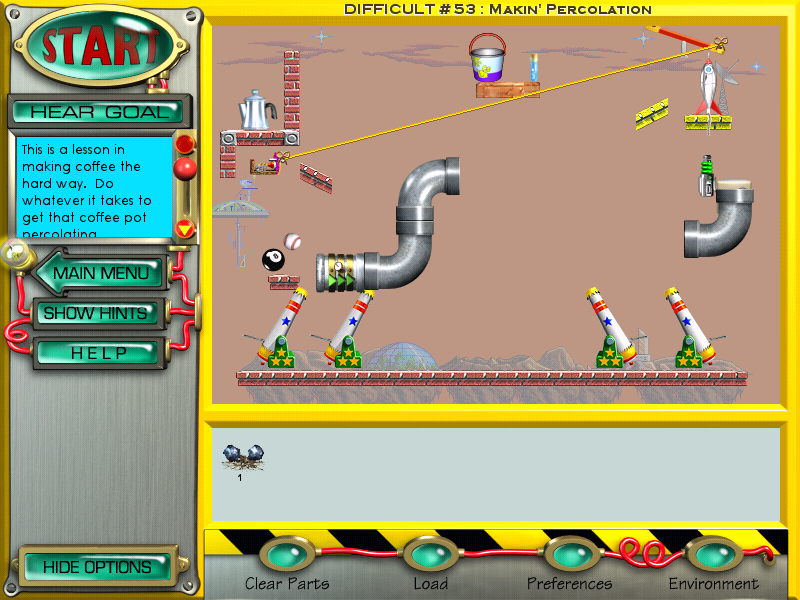 DIFFICULT # 53 : Makin' Percolation
START
HEAR GOAL
This is a lesson in
making coffee the
hard way. Do
whatever it takes to
get that coffee pot
percolating
MAIN MENU
SHOW HINTS
HELP
HIDE OPTIONS
8
1
Clear Parts
Load
Preferences
Environment